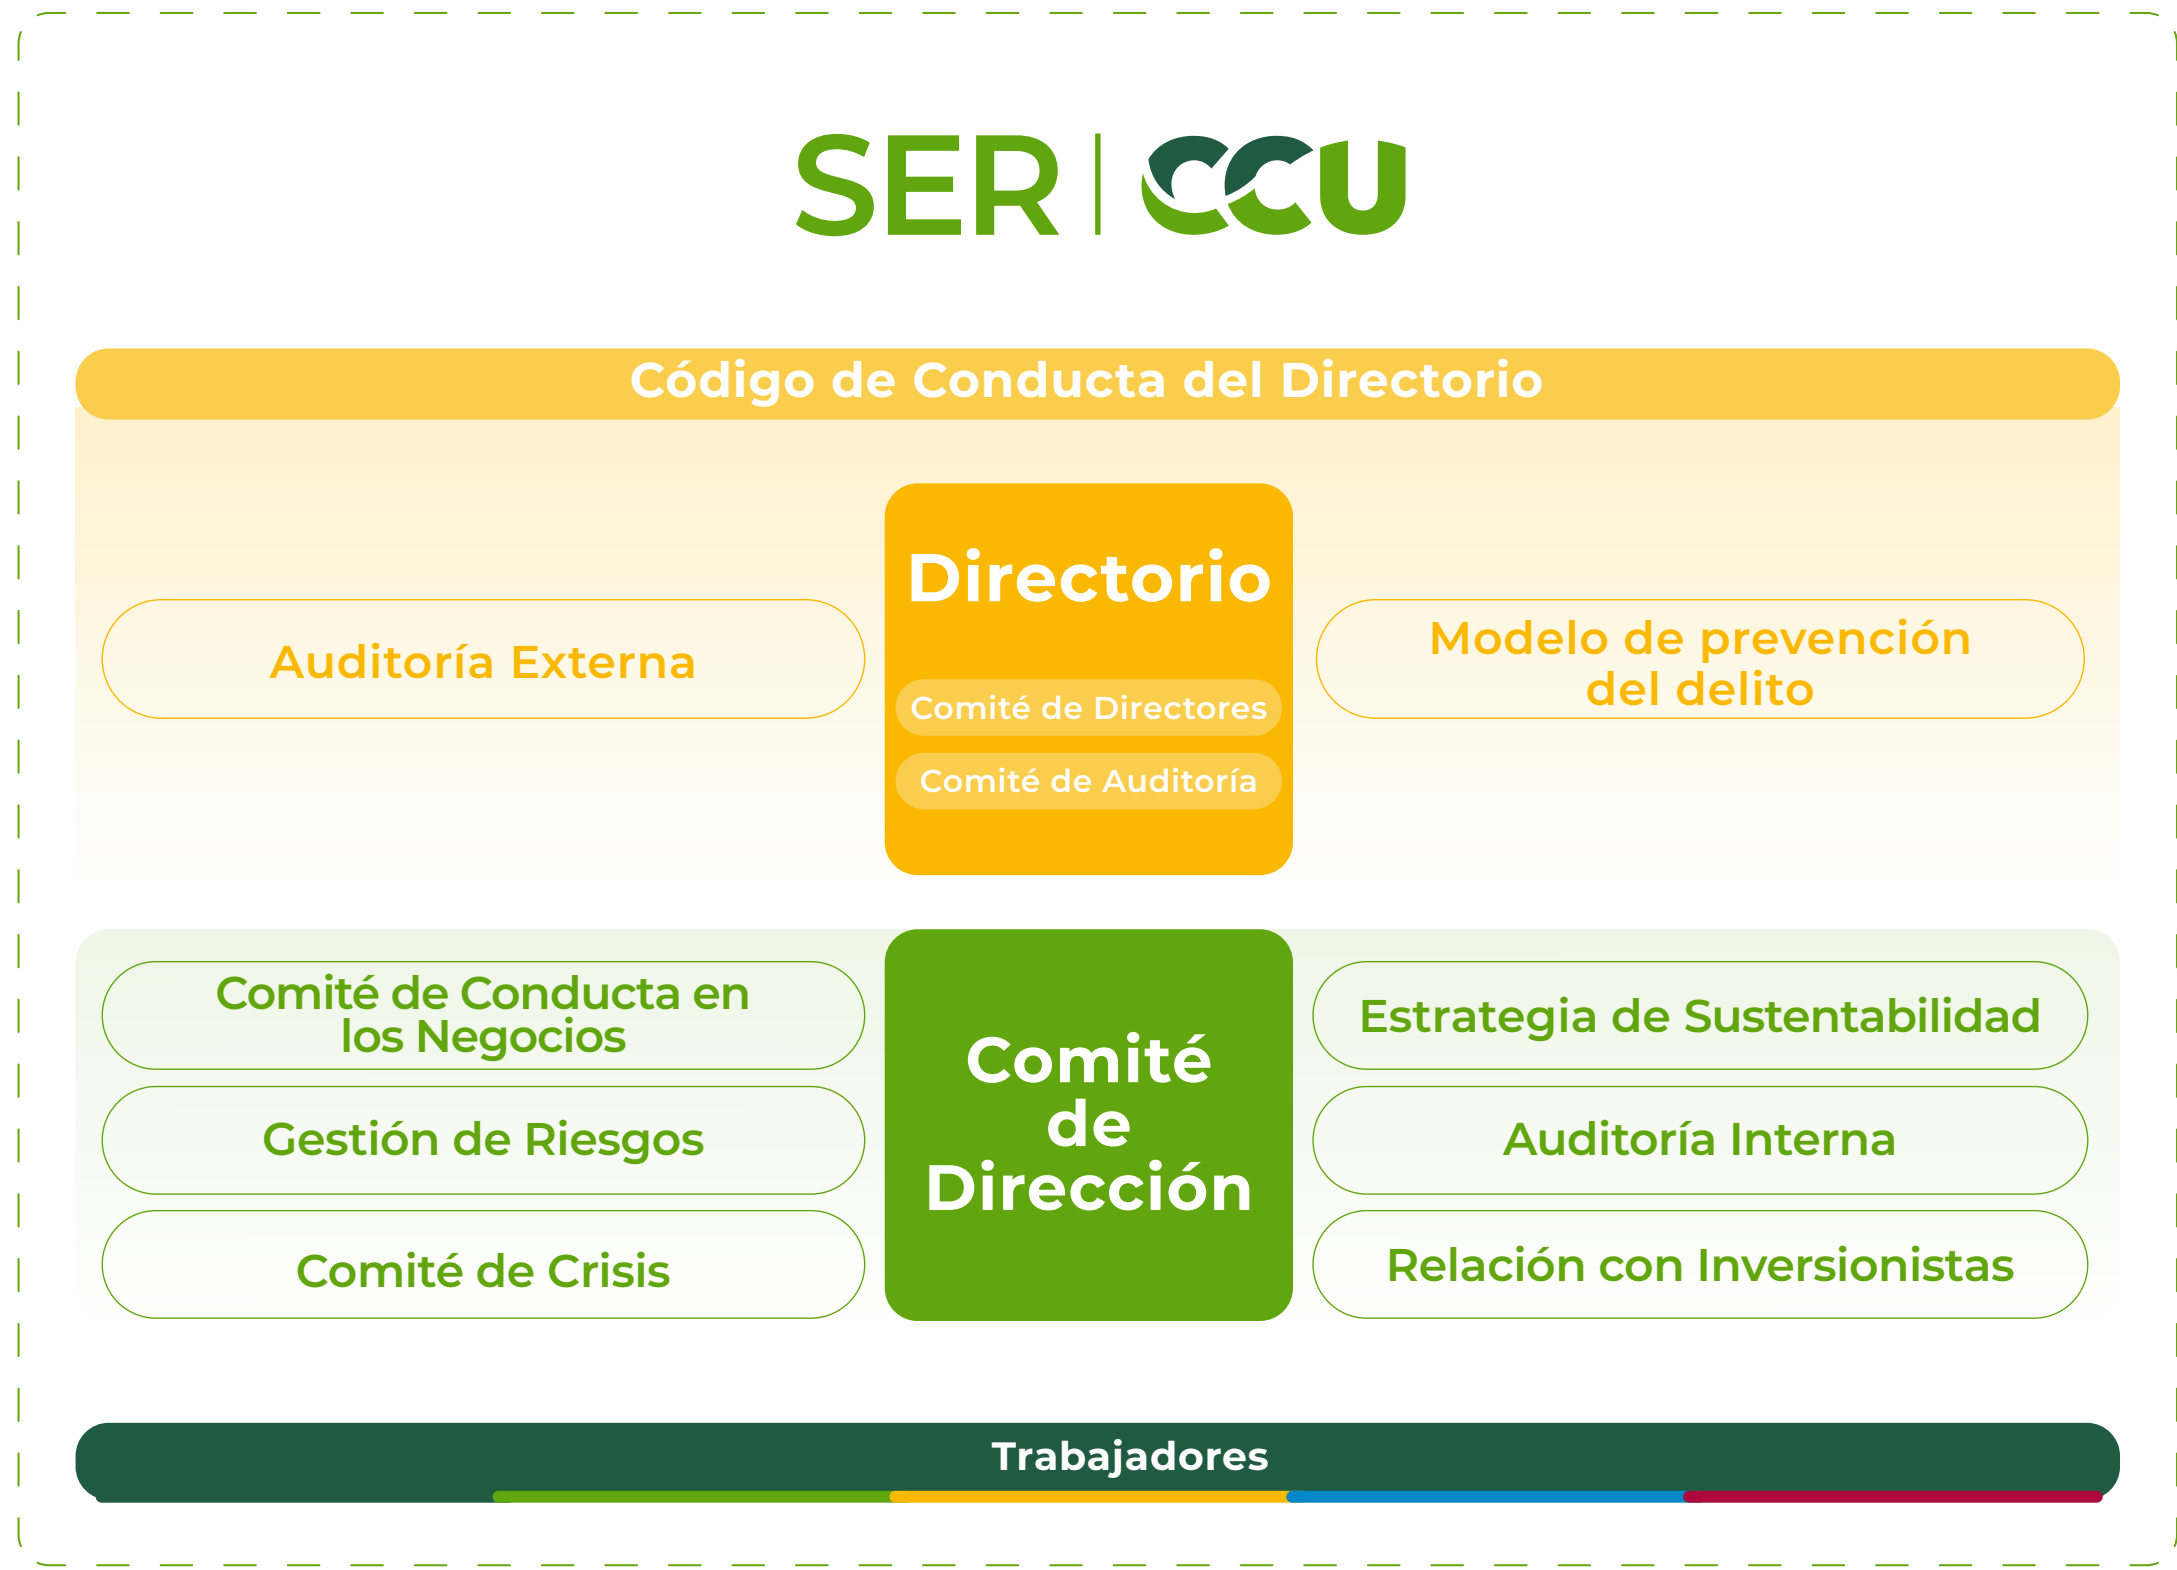 SER | CCU
Código de Conducta del Directorio
Directorio
Auditoría Externa
Comité de Directores
Comité de Auditoría
Modelo de prevención
del delito
Comité de Conducta en
los Negocios
Gestión de Riesgos
Comité de Crisis
Comité
de
Dirección
Estrategia de Sustentabilidad
Auditoría Interna
Relación con Inversionistas
Trabajadores